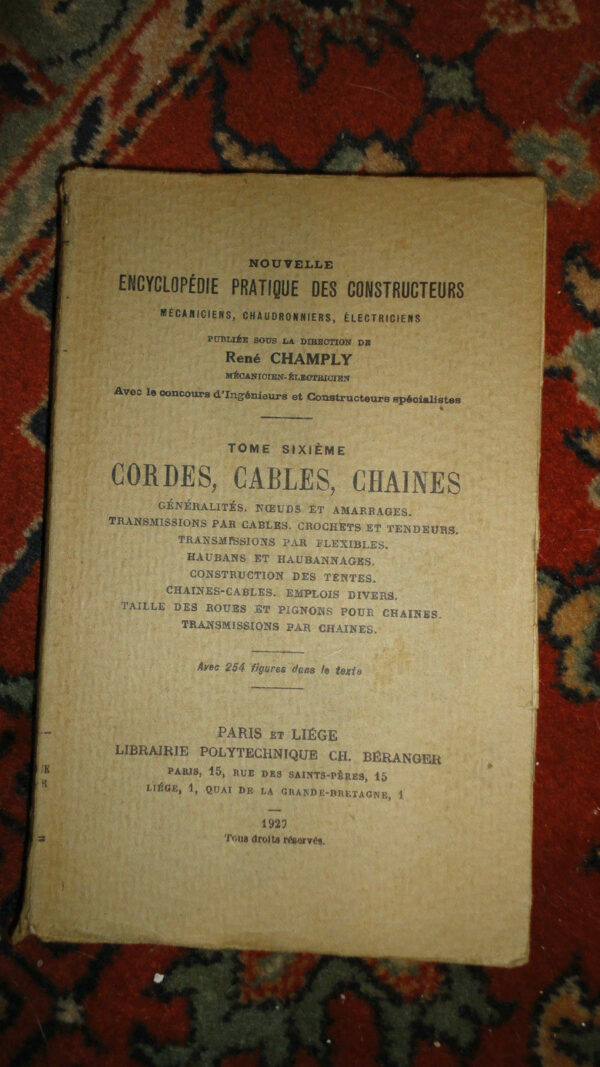 NOUVELLE
ENCYCLOPÉDIE PRATIQUE DES CONSTRUCTEURS
MÉCANICIENS, CHAUDRONNIERS, ÉLECTRICIENS
PUBLIÉE SOUS LA DIRECTION DE
René CHAMPLY
MÉCANICIEN-ÉLECTRICIEN
Avec le concours d'Ingénieurs et Constructeurs spécialistes
TOME SIXIÈME
CORDES, CABLES, CHAINES
GÉNÉRALITÉS. NŒUDS ET AMARRAGES.
TRANSMISSIONS PAR CABLES. CROCHETS ET TENDEURS.
TRANSMISSIONS PAR FLEXIBLES.
HAUBANS ET HAUBANNAGES.
CONSTRUCTION DES TENTES.
CHAINES-CABLES. EMPLOIS DIVERS.
TAILLE DES ROUES ET PIGNONS POUR CHAINES.
TRANSMISSIONS PAR CHAINES.
Avec 254 figures dans le texte
PARIS ET LIÉGE
LIBRAIRIE POLYTECHNIQUE CH. BÉRANGER
PARIS, 15, RUE DES SAINTS-PÈRES, 15
LIÉGE, 1, QUAI DE LA GRANDE-BRETAGNE, 1
1927
Tous droits réservés.